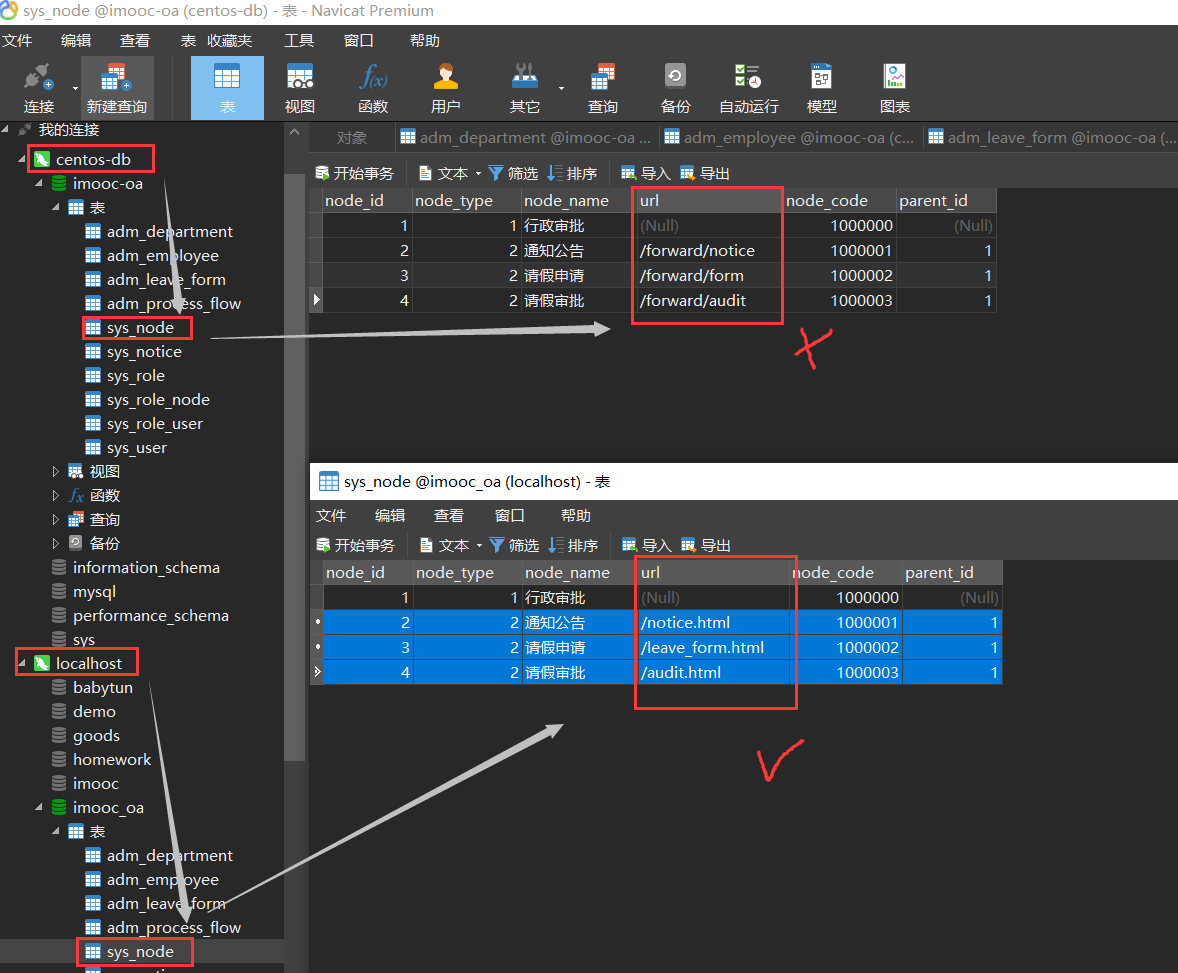 sys_node @imooc-oa (centos-db) - 表 - Navicat Premium
文件 编辑 查看 表 收藏夹 工具 窗口 帮助
连接 新建查询 表 视图 函数 用户 其它 查询 备份 自动运行 模型 图表
我的连接
centos-db
imooc-oa
表
adm_department
adm_employee
adm_leave_form
adm_process_flow
sys_node
sys_notice
sys_role
sys_role_node
sys_role_user
sys_user
视图
函数
查询
备份
information_schema
mysql
performance_schema
sys
localhost
babytun
demo
goods
homework
imooc
imooc_oa
表
adm_department
adm_employee
adm_leave_form
adm_process_flow
sys_node
对象 adm_department @imooc-oa ... adm_employee @imooc-oa (c... adm_leave_form @imooc-oa (...
开始事务 文本 筛选 排序 导入 导出
node_id node_type node_name url node_code parent_id
1 1 行政审批 (Null) 1000000 (Null)
2 2 通知公告 /forward/notice 1000001 1
3 2 请假申请 /forward/form 1000002 1
4 2 请假审批 /forward/audit 1000003 1
sys_node @imooc_oa (localhost) - 表
文件 编辑 查看 窗口 帮助
开始事务 文本 筛选 排序 导入 导出
node_id node_type node_name url node_code parent_id
1 1 行政审批 (Null) 1000000 (Null)
2 2 通知公告 /notice.html 1000001 1
3 2 请假申请 /leave_form.html 1000002 1
4 2 请假审批 /audit.html 1000003 1